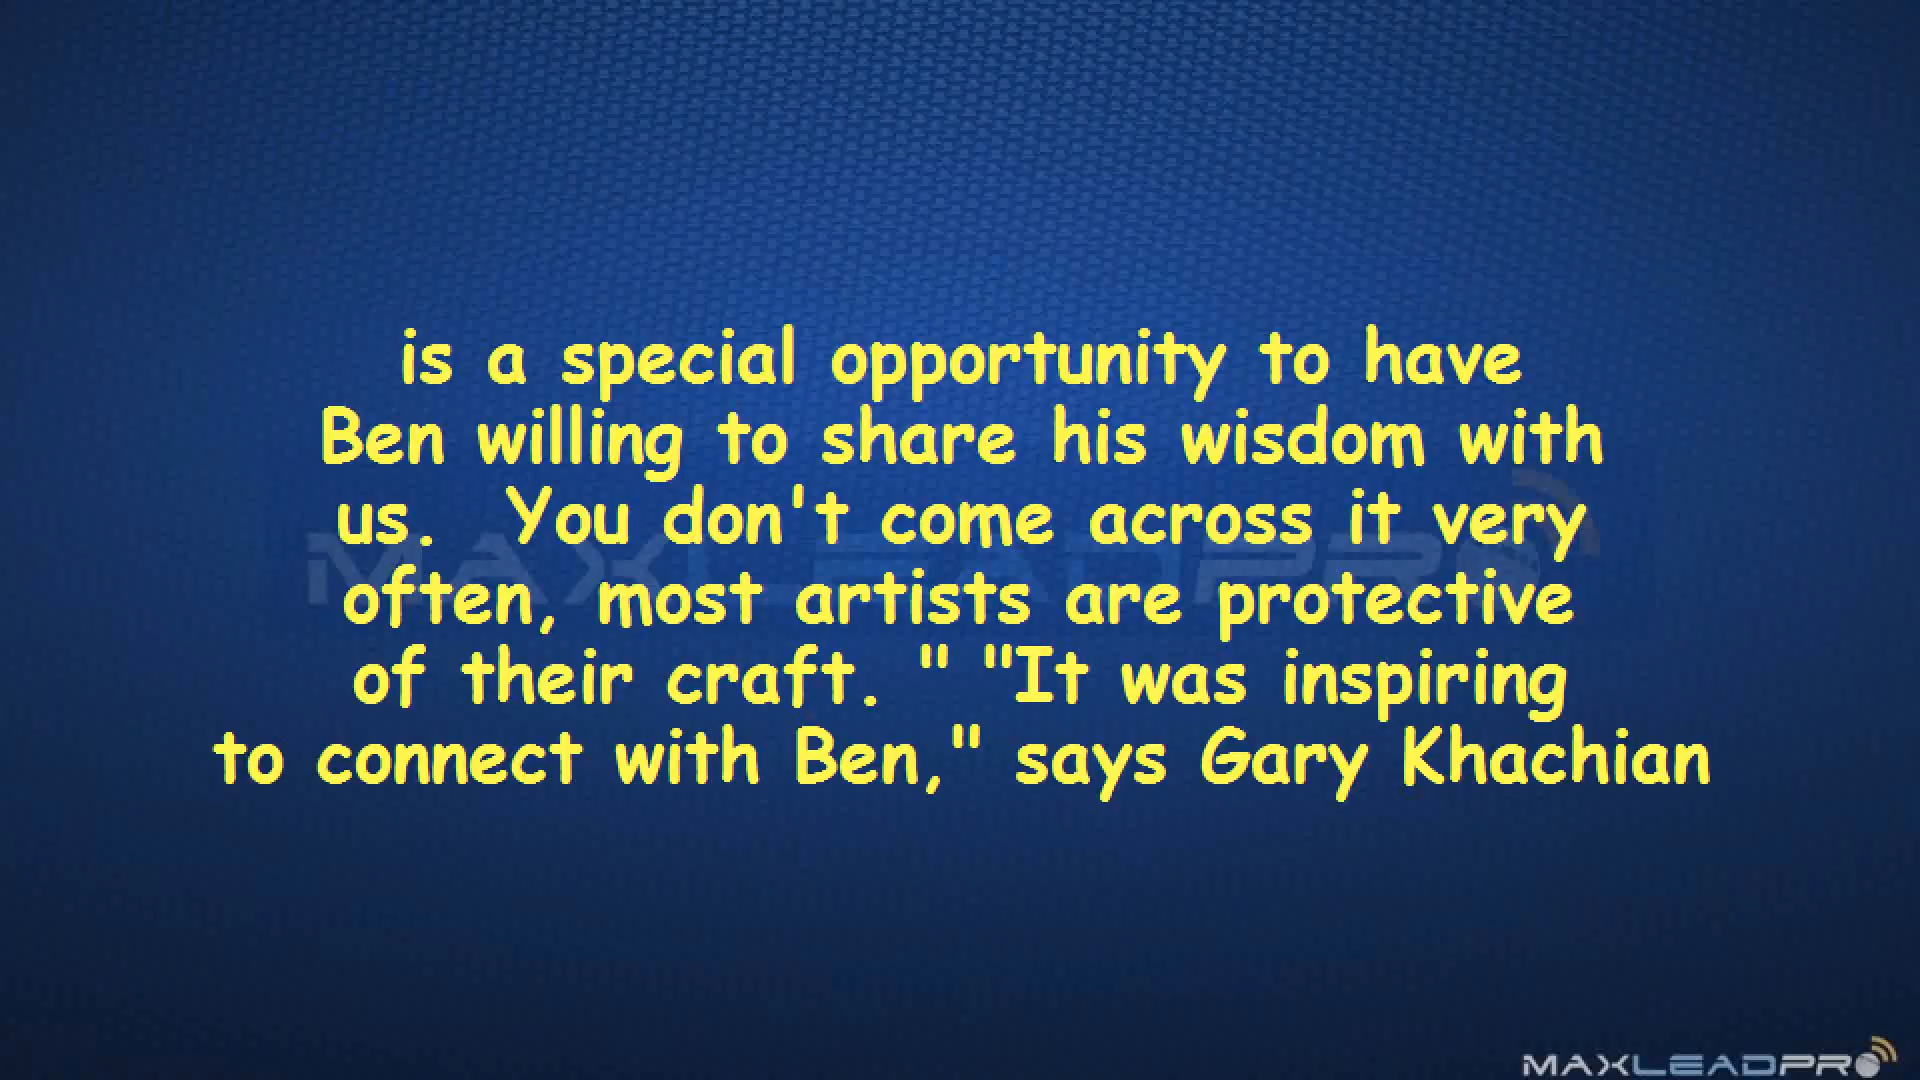 is a special opportunity to have
Ben willing to share his wisdom with
us.  You don't come across it very
often, most artists are protective
of their craft. " "It was inspiring
to connect with Ben," says Gary Khachian
MAXLEADPRO
MAXLEADPRO